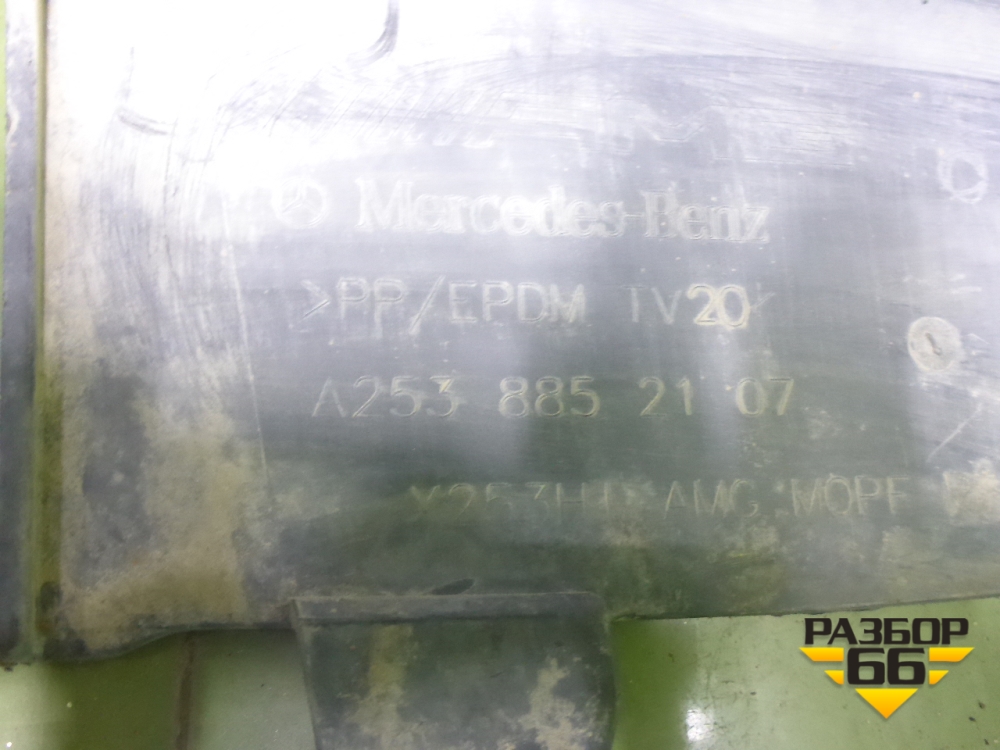 Mercedes-Benz
>PP/EPDM TV20<
A253 885 21 07
AMG MOPF
РАЗБОР
66